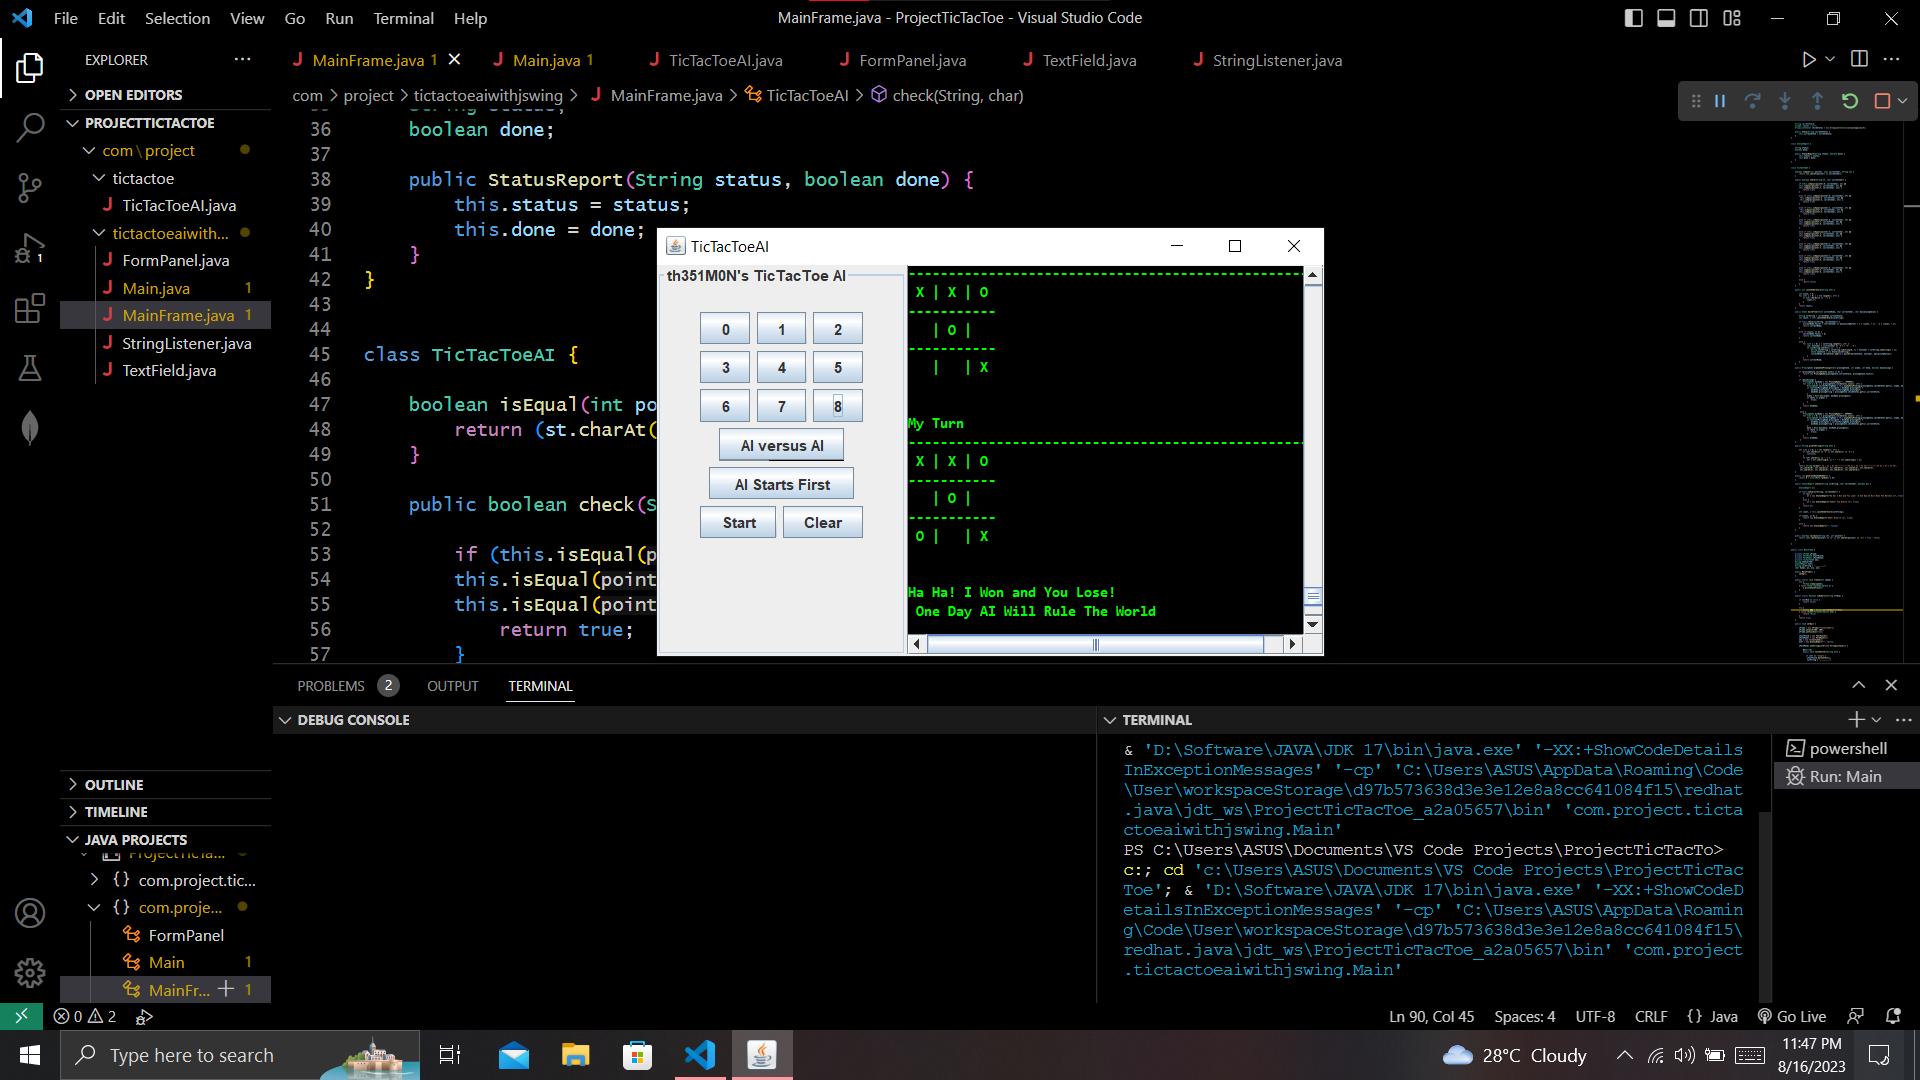 File Edit Selection View Go Run Terminal Help
MainFrame.java - ProjectTicTacToe - Visual Studio Code
EXPLORER
MainFrame.java 1
Main.java 1
TicTacToeAI.java
FormPanel.java
TextField.java
StringListener.java
OPEN EDITORS
PROJECTTICTACTOE
com\project
tictactoe
TicTacToeAI.java
tictactoeaiwith...
FormPanel.java
Main.java 1
MainFrame.java 1
StringListener.java
TextField.java
1
OUTLINE
TIMELINE
JAVA PROJECTS
ProjectTicTa...
{} com.project.tic...
{} com.proje...
FormPanel
Main 1
MainFr... + 1
com > project > tictactoeaiwithjswing > J MainFrame.java > TicTacToeAI > check(String, char)
String status;
36 boolean done;
37
38 public StatusReport(String status, boolean done) {
39 this.status = status;
40 this.done = done;
41 }
42 }
43
44
45 class TicTacToeAI {
46
47 boolean isEqual(int po
48 return (st.charAt(
49 }
50
51 public boolean check(S
52
53 if (this.isEqual(p
54 this.isEqual(point
55 this.isEqual(point
56 return true;
57 }
TicTacToeAI
th351M0N's TicTacToe AI
0 1 2
3 4 5
6 7 8
AI versus AI
AI Starts First
Start Clear
X | X | O
-----------
| O |
-----------
| | X
My Turn
X | X | O
-----------
| O |
-----------
O | | X
Ha Ha! I Won and You Lose!
One Day AI Will Rule The World
PROBLEMS 2 OUTPUT TERMINAL
DEBUG CONSOLE
TERMINAL
& 'D:\Software\JAVA\JDK 17\bin\java.exe' '-XX:+ShowCodeDetails
InExceptionMessages' '-cp' 'C:\Users\ASUS\AppData\Roaming\Code
\User\workspaceStorage\d97b573638d3e3e12e8a8cc641084f15\redhat
.java\jdt_ws\ProjectTicTacToe_a2a05657\bin' 'com.project.ticta
ctoeaiwithjswing.Main'
PS C:\Users\ASUS\Documents\VS Code Projects\ProjectTicTacTo>
c:; cd 'c:\Users\ASUS\Documents\VS Code Projects\ProjectTicTac
Toe'; & 'D:\Software\JAVA\JDK 17\bin\java.exe' '-XX:+ShowCodeD
etailsInExceptionMessages' '-cp' 'C:\Users\ASUS\AppData\Roamin
g\Code\User\workspaceStorage\d97b573638d3e3e12e8a8cc641084f15\
redhat.java\jdt_ws\ProjectTicTacToe_a2a05657\bin' 'com.project
.tictactoeaiwithjswing.Main'
powershell
Run: Main
0 2
Ln 90, Col 45 Spaces: 4 UTF-8 CRLF {} Java Go Live
Type here to search
28°C Cloudy
11:47 PM
8/16/2023